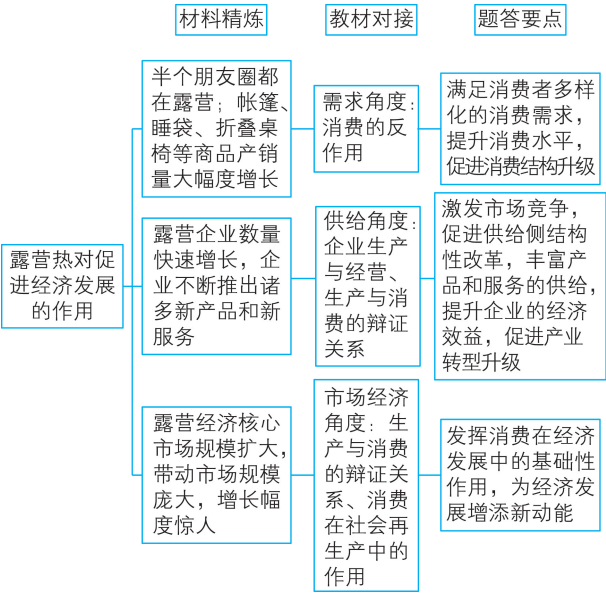 材料精炼
教材对接
题答要点
露营热对促
进经济发展
的作用
半个朋友圈都
在露营；帐篷、
睡袋、折叠桌
椅等商品产销
量大幅度增长
需求角度：
消费的反
作用
满足消费者多样
化的消费需求，
提升消费水平，
促进消费结构升级
露营企业数量
快速增长，企
业不断推出诸
多新产品和新
服务
供给角度：
企业生产
与经营、
生产与消
费的辩证
关系
激发市场竞争，
促进供给侧结构
性改革，丰富产
品和服务的供给，
提升企业的经济
效益，促进产业
转型升级
露营经济核心
市场规模扩大，
带动市场规模
庞大，增长幅
度惊人
市场经济
角度：生
产与消费
的辩证关
系、消费
在社会再
生产中的
作用
发挥消费在经济
发展中的基础性
作用，为经济发
展增添新动能